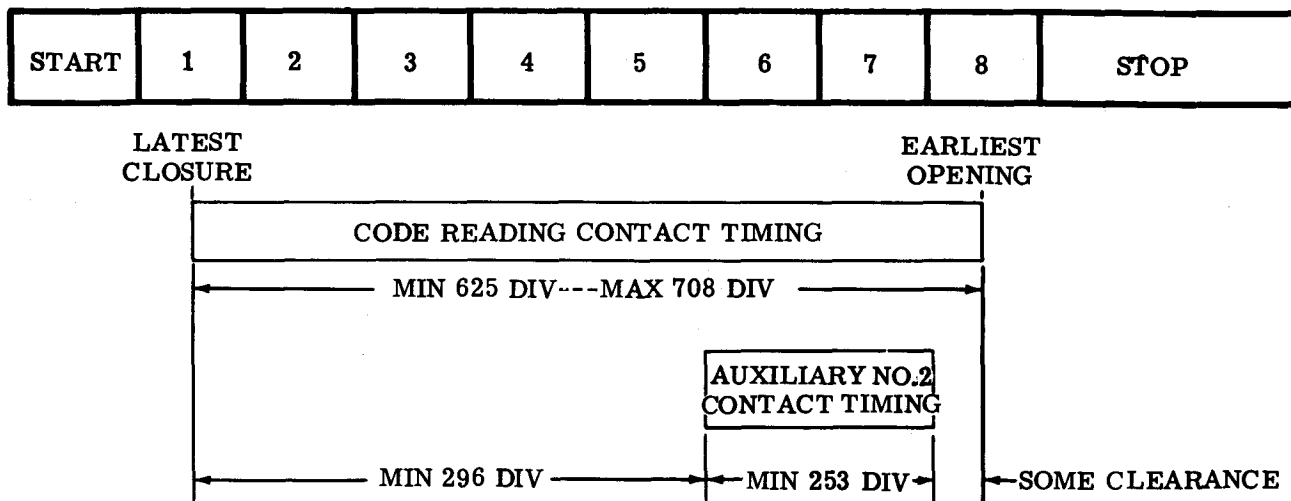 START 1 2 3 4 5 6 7 8 STOP
LATEST
CLOSURE
EARLIEST
OPENING
CODE READING CONTACT TIMING
MIN 625 DIV---MAX 708 DIV
AUXILIARY NO.2
CONTACT TIMING
MIN 296 DIV
MIN 253 DIV
SOME CLEARANCE